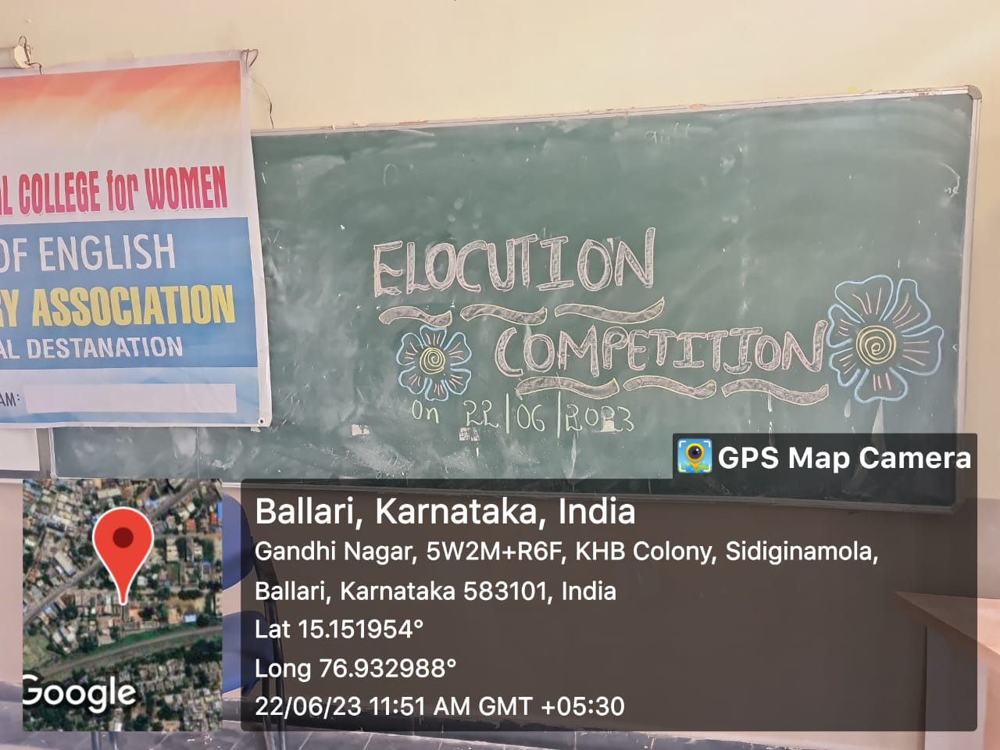 L COLLEGE for WOMEN
OF ENGLISH
RY ASSOCIATION
AL DESTANATION
AM:
ELOCUTION
COMPETITION
On 22/06/2023
GPS Map Camera
Ballari, Karnataka, India
Gandhi Nagar, 5W2M+R6F, KHB Colony, Sidiginamola,
Ballari, Karnataka 583101, India
Lat 15.151954°
Long 76.932988°
22/06/23 11:51 AM GMT +05:30
Google